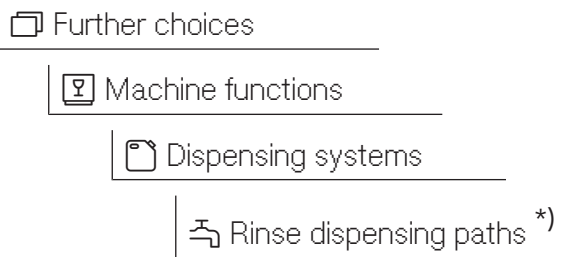 Further choices
Machine functions
Dispensing systems
Rinse dispensing paths *)